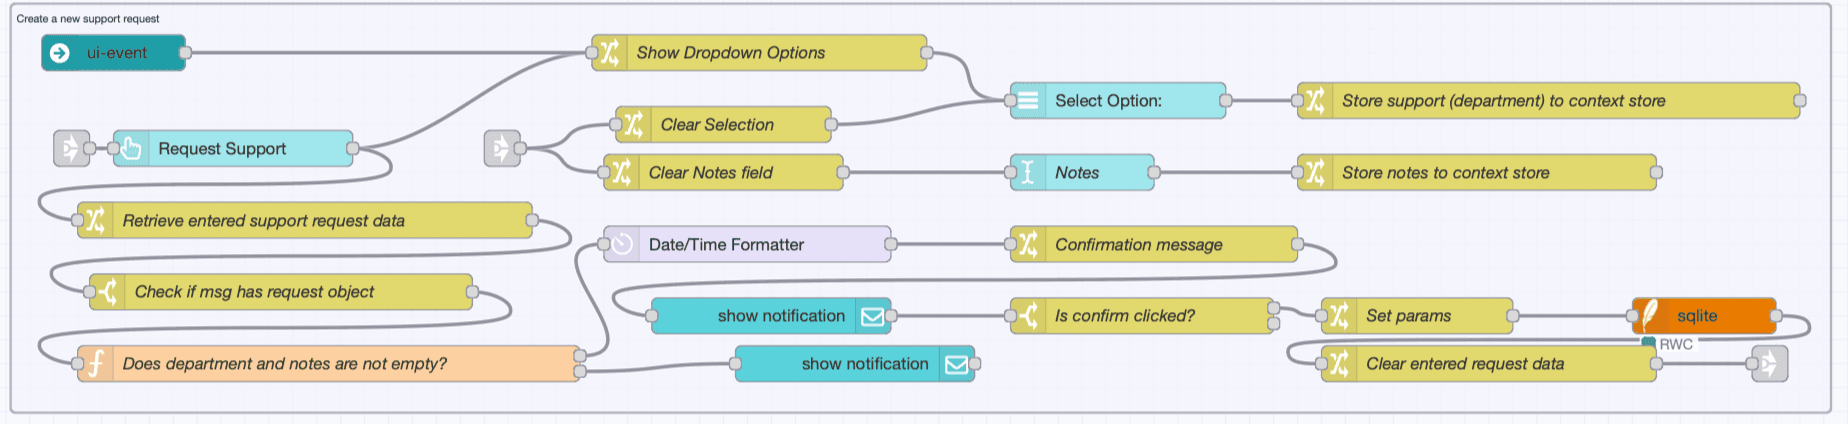 Create a new support request
ui-event
Show Dropdown Options
Select Option:
Store support (department) to context store
Clear Selection
Request Support
Clear Notes field
Notes
Store notes to context store
Retrieve entered support request data
Date/Time Formatter
Confirmation message
Check if msg has request object
show notification
Is confirm clicked?
Set params
sqlite
RWC
Does department and notes are not empty?
show notification
Clear entered request data